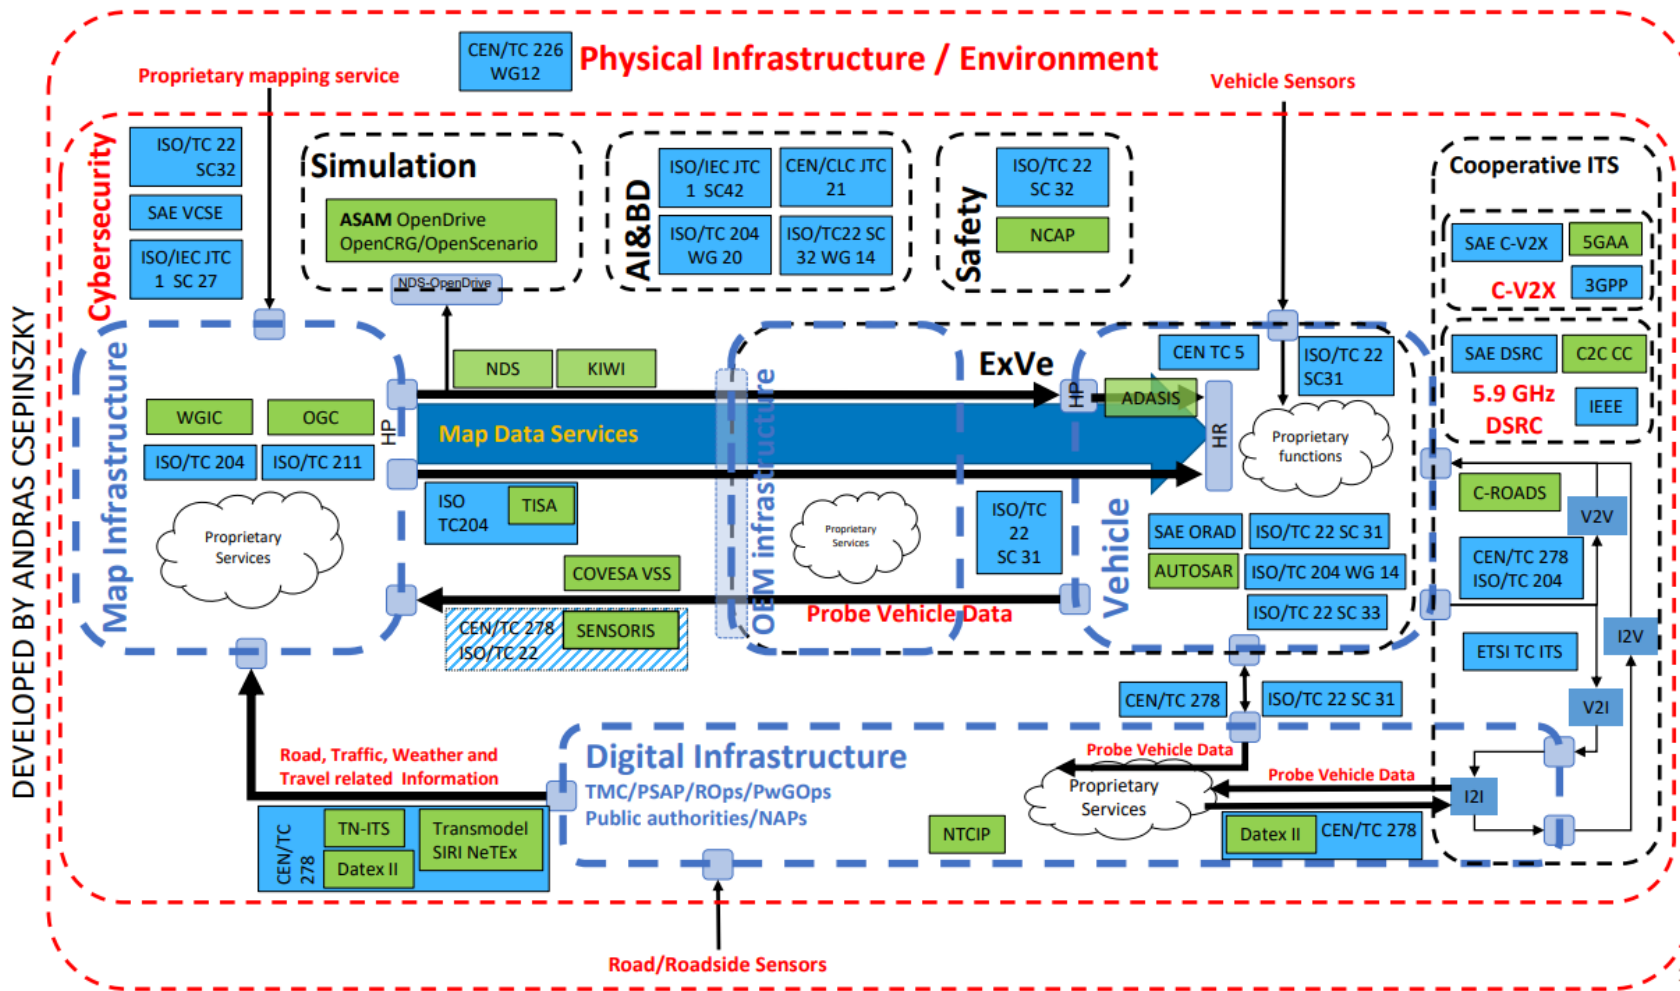 CEN/TC 226
WG12
Physical Infrastructure / Environment
Proprietary mapping service
Vehicle Sensors
Cybersecurity
ISO/TC 22
SC32
SAE VCSE
ISO/IEC JTC
1 SC 27
Simulation
ASAM OpenDrive
OpenCRG/OpenScenario
NDS-OpenDrive
AI&BD
ISO/IEC JTC
1 SC42
CEN/CLC JTC
21
ISO/TC 204
WG 20
ISO/TC22 SC
32 WG 14
Safety
ISO/TC 22
SC 32
NCAP
Cooperative ITS
SAE C-V2X
5GAA
C-V2X
3GPP
SAE DSRC
C2C CC
5.9 GHz
DSRC
IEEE
DEVELOPED BY ANDRAS CSEPINSZKY
Map Infrastructure
WGIC
OGC
ISO/TC 204
ISO/TC 211
Proprietary
Services
HP
NDS
KIWI
Map Data Services
ISO
TC204
TISA
COVESA VSS
CEN/TC 278
ISO/TC 22
SENSORIS
Probe Vehicle Data
OEM infrastructure
Proprietary
Services
ExVe
ISO/TC
22
SC 31
HP
ADASIS
HR
CEN TC 5
ISO/TC 22
SC31
Proprietary
functions
Vehicle
SAE ORAD
ISO/TC 22 SC 31
AUTOSAR
ISO/TC 204 WG 14
ISO/TC 22 SC 33
C-ROADS
V2V
CEN/TC 278
ISO/TC 204
I2V
ETSI TC ITS
V2I
CEN/TC 278
ISO/TC 22 SC 31
Road, Traffic, Weather and
Travel related Information
CEN/TC
278
TN-ITS
Datex II
Transmodel
SIRI NeTEx
Digital Infrastructure
TMC/PSAP/ROps/PwGOps
Public authorities/NAPs
Probe Vehicle Data
Proprietary
Services
Probe Vehicle Data
I2I
NTCIP
Datex II
CEN/TC 278
Road/Roadside Sensors